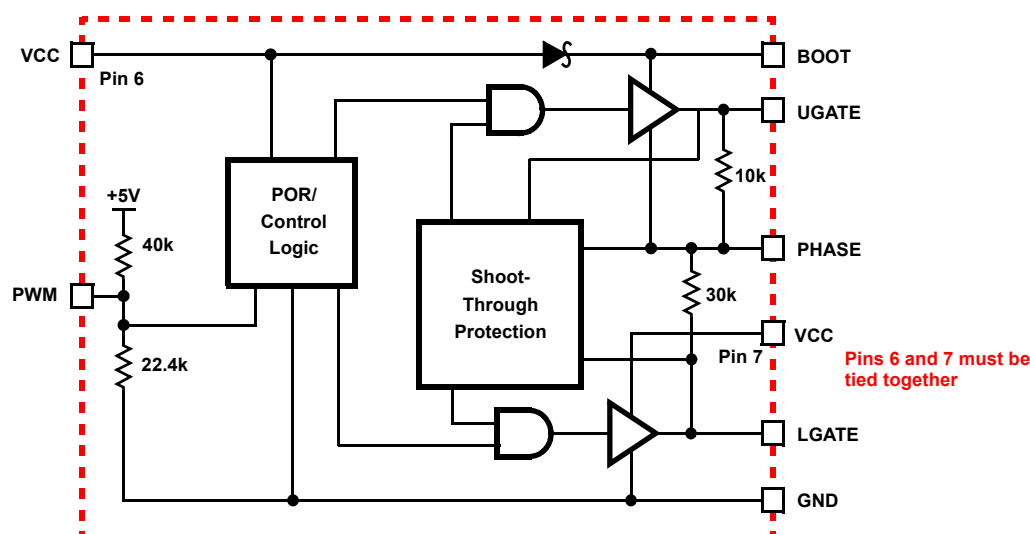 VCC
Pin 6
BOOT
UGATE
10k
POR/
Control
Logic
+5V
40k
PHASE
PWM
Shoot-
Through
Protection
30k
VCC
Pin 7
22.4k
Pins 6 and 7 must be
tied together
LGATE
GND